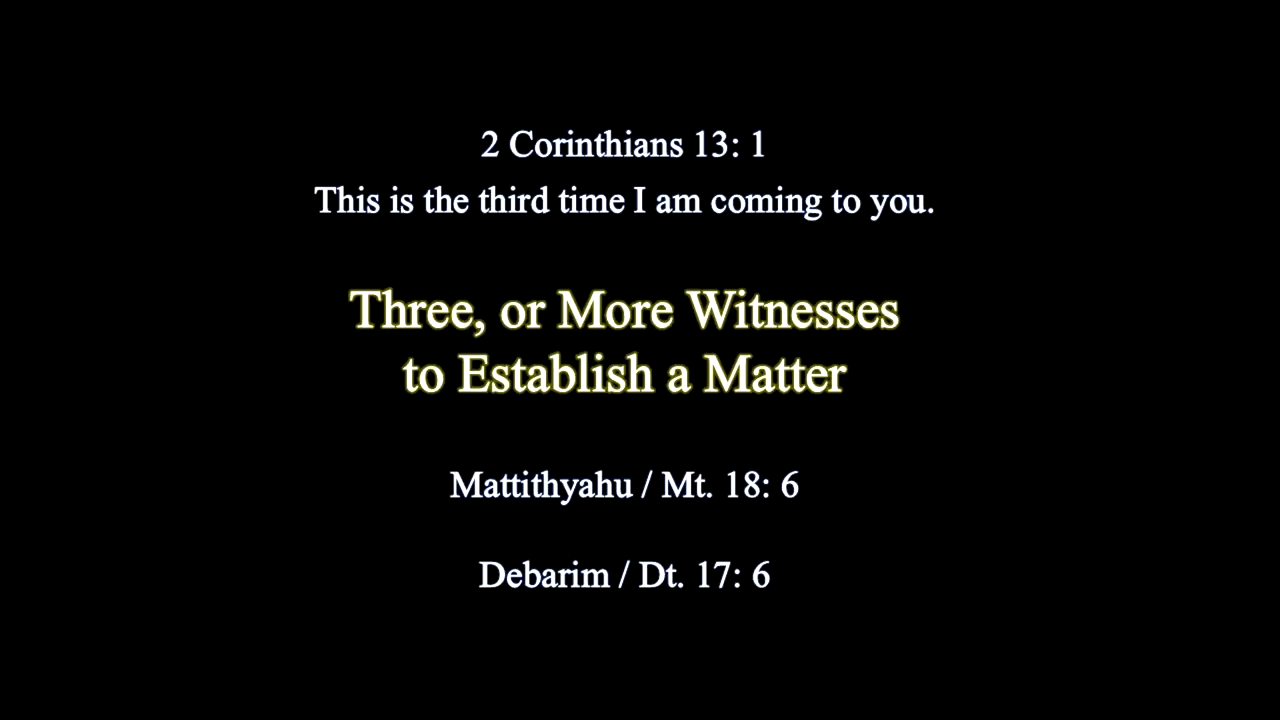 2 Corinthians 13: 1
This is the third time I am coming to you.
Three, or More Witnesses
to Establish a Matter
Mattithyahu / Mt. 18: 6
Debarim / Dt. 17: 6